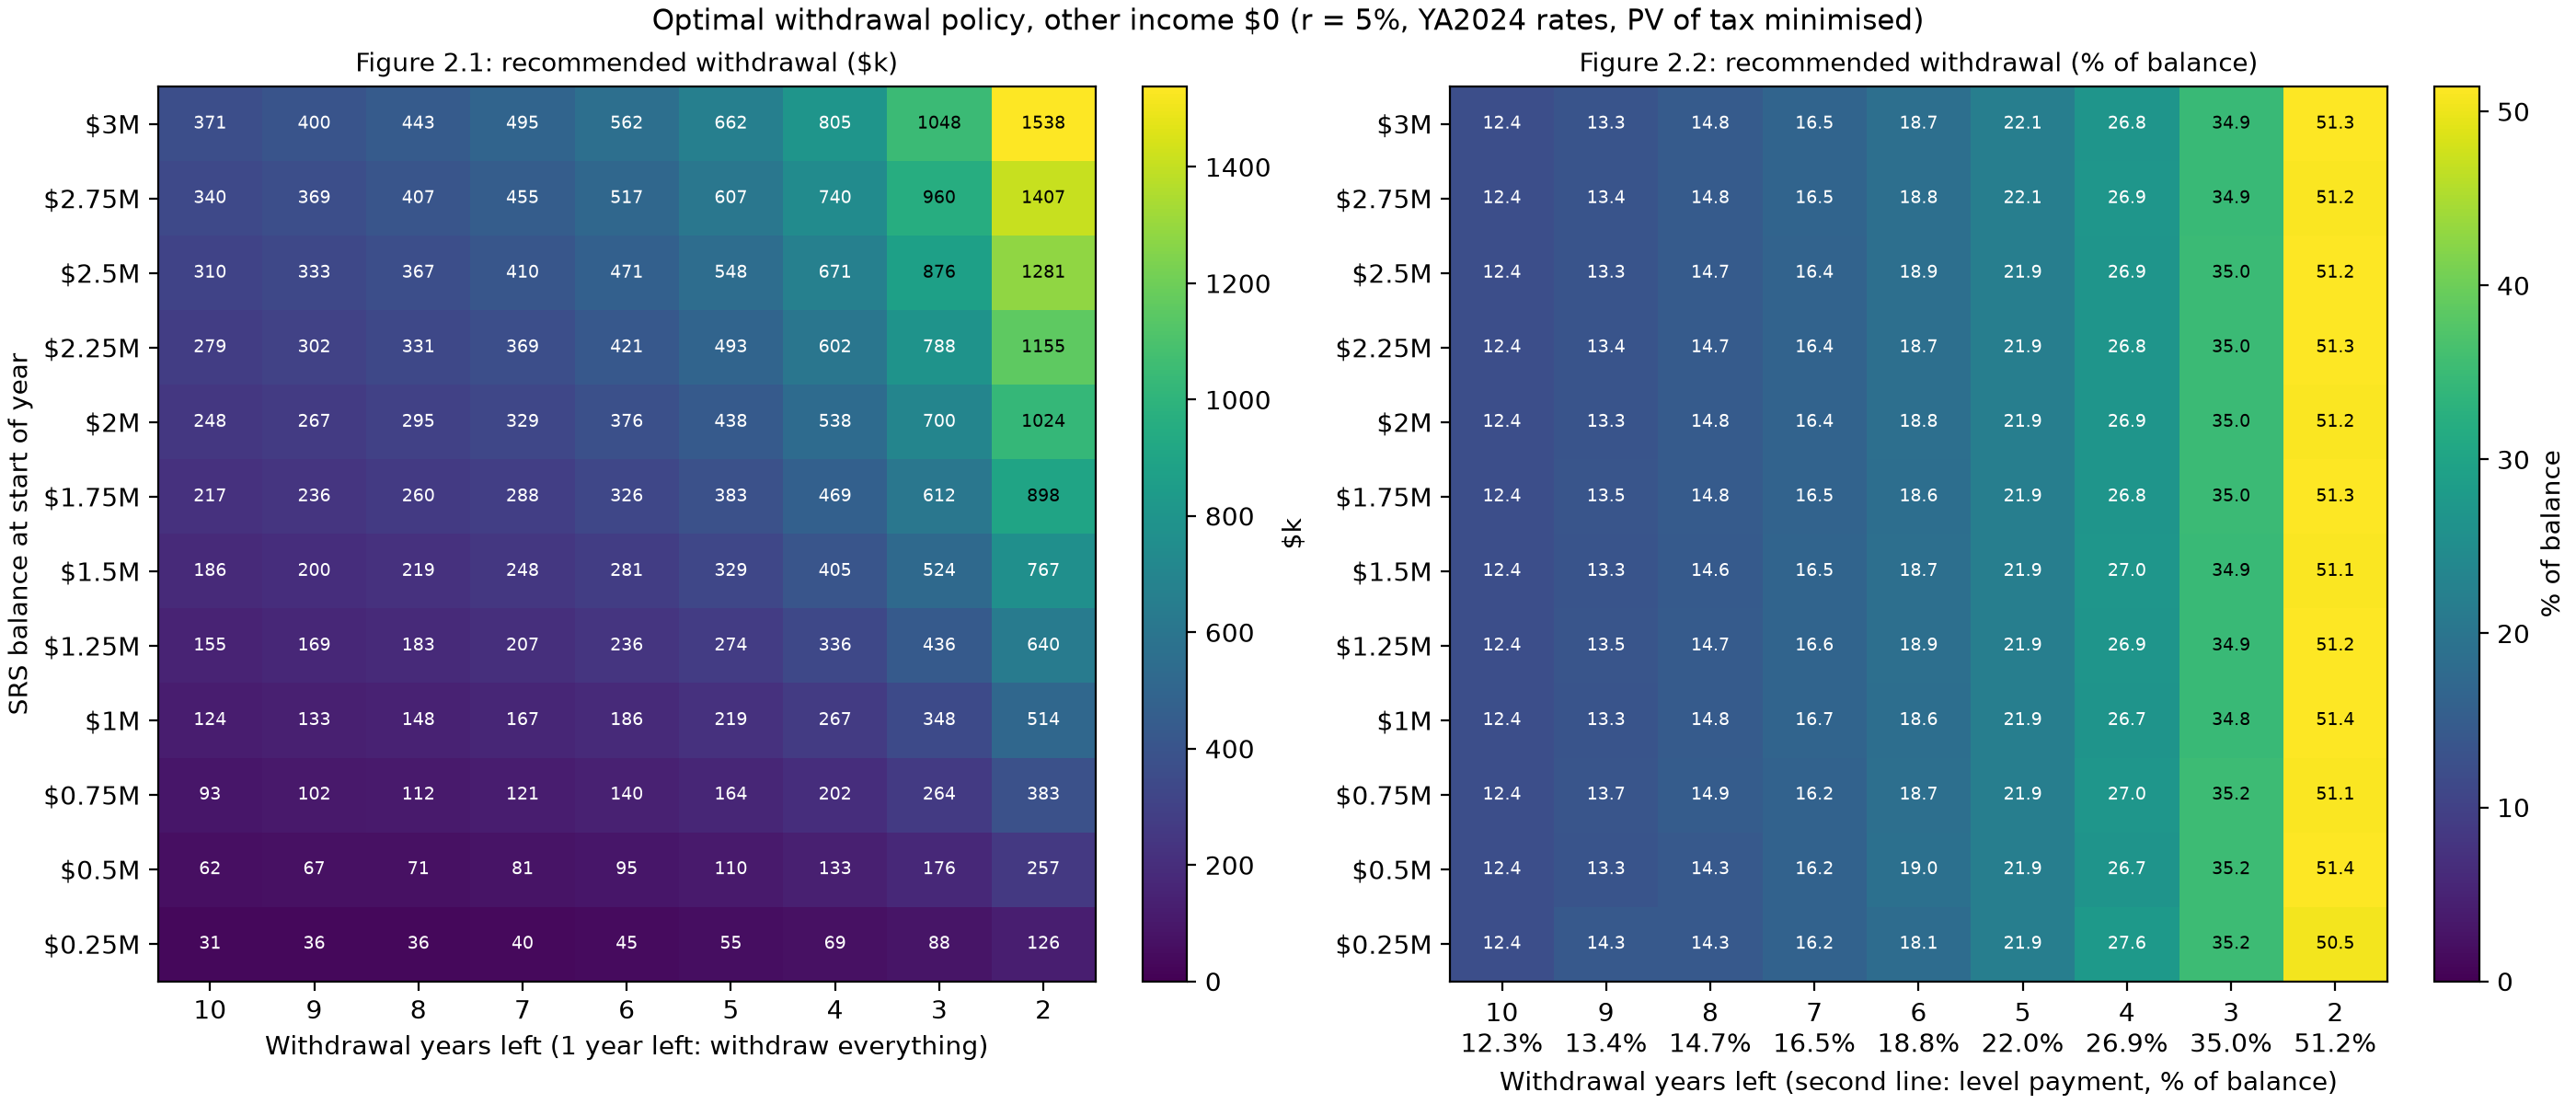 Optimal withdrawal policy, other income $0 (r = 5%, YA2024 rates, PV of tax minimised)
Figure 2.1: recommended withdrawal ($k)
SRS balance at start of year
$3M 371 400 443 495 562 662 805 1048 1538
$2.75M 340 369 407 455 517 607 740 960 1407
$2.5M 310 333 367 410 471 548 671 876 1281
$2.25M 279 302 331 369 421 493 602 788 1155
$2M 248 267 295 329 376 438 538 700 1024
$1.75M 217 236 260 288 326 383 469 612 898
$1.5M 186 200 219 248 281 329 405 524 767
$1.25M 155 169 183 207 236 274 336 436 640
$1M 124 133 148 167 186 219 267 348 514
$0.75M 93 102 112 121 140 164 202 264 383
$0.5M 62 67 71 81 95 110 133 176 257
$0.25M 31 36 36 40 45 55 69 88 126
10 9 8 7 6 5 4 3 2
Withdrawal years left (1 year left: withdraw everything)
1400
1200
1000
800
600
400
200
0
$k
Figure 2.2: recommended withdrawal (% of balance)
$3M 12.4 13.3 14.8 16.5 18.7 22.1 26.8 34.9 51.3
$2.75M 12.4 13.4 14.8 16.5 18.8 22.1 26.9 34.9 51.2
$2.5M 12.4 13.3 14.7 16.4 18.9 21.9 26.9 35.0 51.2
$2.25M 12.4 13.4 14.7 16.4 18.7 21.9 26.8 35.0 51.3
$2M 12.4 13.3 14.8 16.4 18.8 21.9 26.9 35.0 51.2
$1.75M 12.4 13.5 14.8 16.5 18.6 21.9 26.8 35.0 51.3
$1.5M 12.4 13.3 14.6 16.5 18.7 21.9 27.0 34.9 51.1
$1.25M 12.4 13.5 14.7 16.6 18.9 21.9 26.9 34.9 51.2
$1M 12.4 13.3 14.8 16.7 18.6 21.9 26.7 34.8 51.4
$0.75M 12.4 13.7 14.9 16.2 18.7 21.9 27.0 35.2 51.1
$0.5M 12.4 13.3 14.3 16.2 19.0 21.9 26.7 35.2 51.4
$0.25M 12.4 14.3 14.3 16.2 18.1 21.9 27.6 35.2 50.5
10 9 8 7 6 5 4 3 2
12.3% 13.4% 14.7% 16.5% 18.8% 22.0% 26.9% 35.0% 51.2%
Withdrawal years left (second line: level payment, % of balance)
50
40
30
20
10
0
% of balance